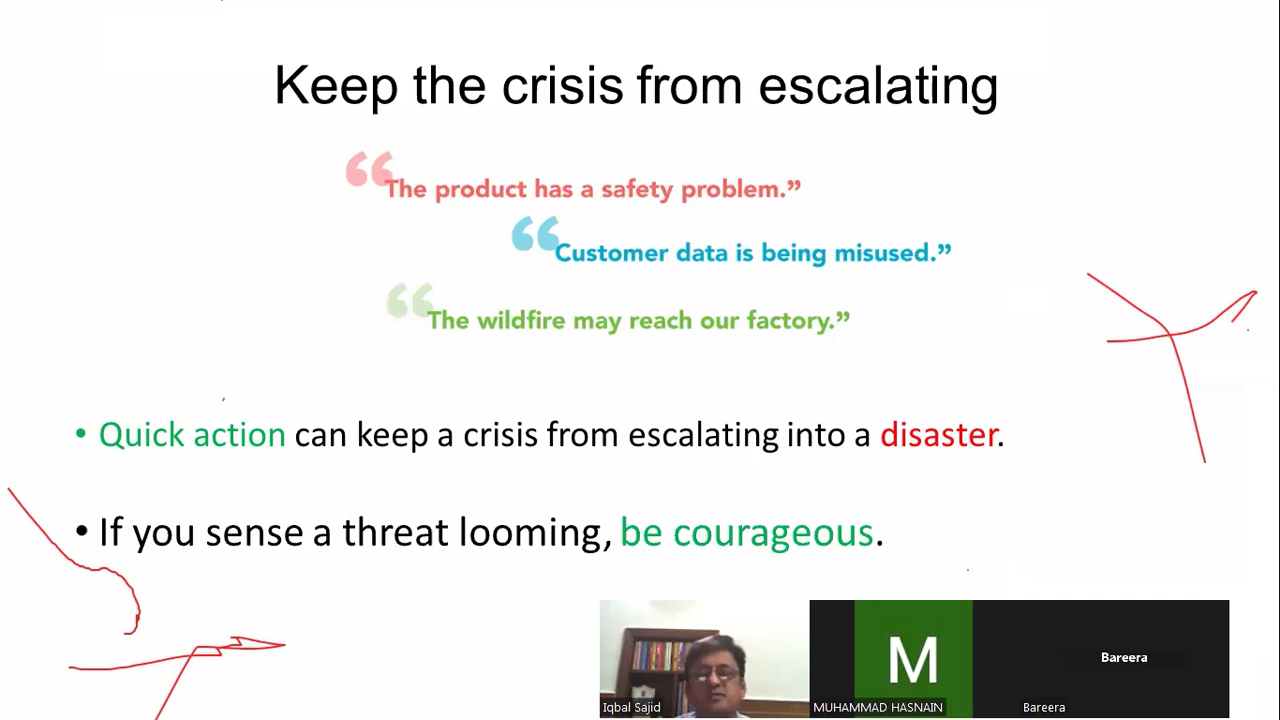 Keep the crisis from escalating
“The product has a safety problem.”
“Customer data is being misused.”
“The wildfire may reach our factory.”
• Quick action can keep a crisis from escalating into a disaster.
• If you sense a threat looming, be courageous.
M
Bareera
Iqbal Sajid
MUHAMMAD HASNAIN
Bareera